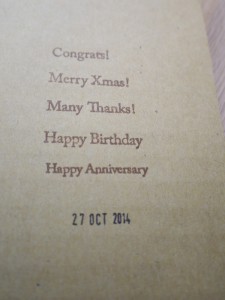 Congrats!
Merry Xmas!
Many Thanks!
Happy Birthday
Happy Anniversary
27 OCT 2014